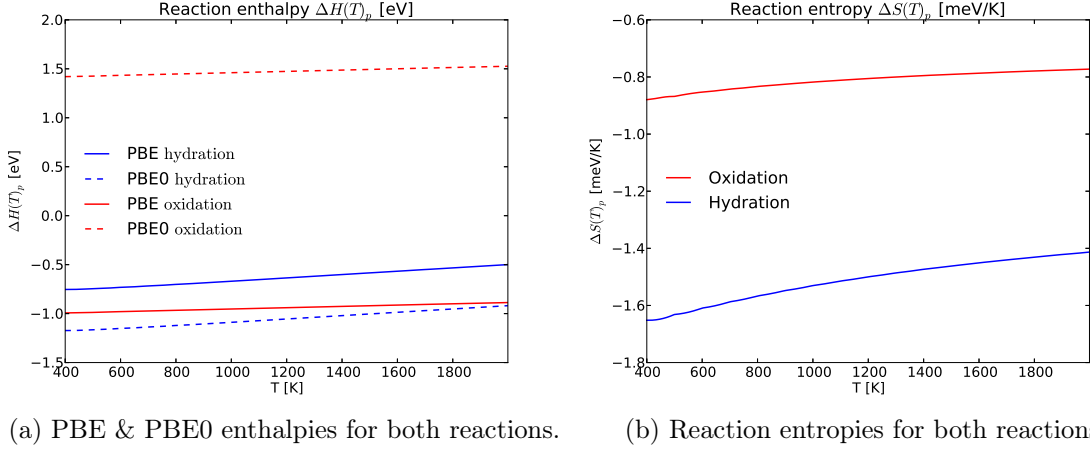 Reaction enthalpy ΔH(T)ₚ [eV]
2.0
1.5
1.0
0.5
0.0
−0.5
−1.0
−1.5
ΔH(T)ₚ [eV]
PBE hydration
PBE0 hydration
PBE oxidation
PBE0 oxidation
400 600 800 1000 1200 1400 1600 1800
T [K]
(a) PBE & PBE0 enthalpies for both reactions.
Reaction entropy ΔS(T)ₚ [meV/K]
−0.6
−0.8
−1.0
−1.2
−1.4
−1.6
−1.8
ΔS(T)ₚ [meV/K]
Oxidation
Hydration
400 600 800 1000 1200 1400 1600 1800
T [K]
(b) Reaction entropies for both reaction